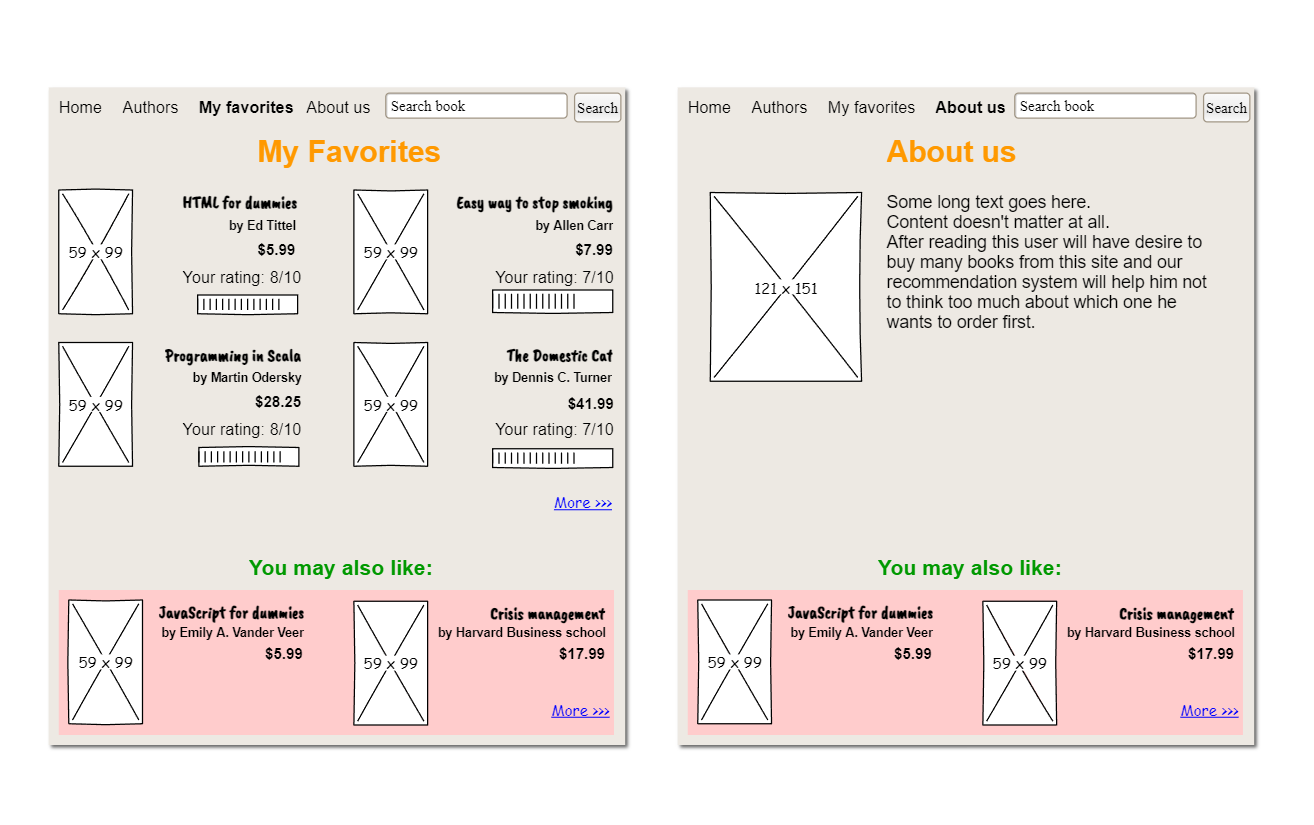 Home Authors My favorites About us Search book Search
My Favorites
59 x 99
HTML for dummies
by Ed Tittel
$5.99
Your rating: 8/10
59 x 99
Easy way to stop smoking
by Allen Carr
$7.99
Your rating: 7/10
59 x 99
Programming in Scala
by Martin Odersky
$28.25
Your rating: 8/10
59 x 99
The Domestic Cat
by Dennis C. Turner
$41.99
Your rating: 7/10
More >>>
You may also like:
59 x 99
JavaScript for dummies
by Emily A. Vander Veer
$5.99
59 x 99
Crisis management
by Harvard Business school
$17.99
More >>>
Home Authors My favorites About us Search book Search
About us
121 x 151
Some long text goes here.
Content doesn't matter at all.
After reading this user will have desire to
buy many books from this site and our
recommendation system will help him not
to think too much about which one he
wants to order first.
You may also like:
59 x 99
JavaScript for dummies
by Emily A. Vander Veer
$5.99
59 x 99
Crisis management
by Harvard Business school
$17.99
More >>>